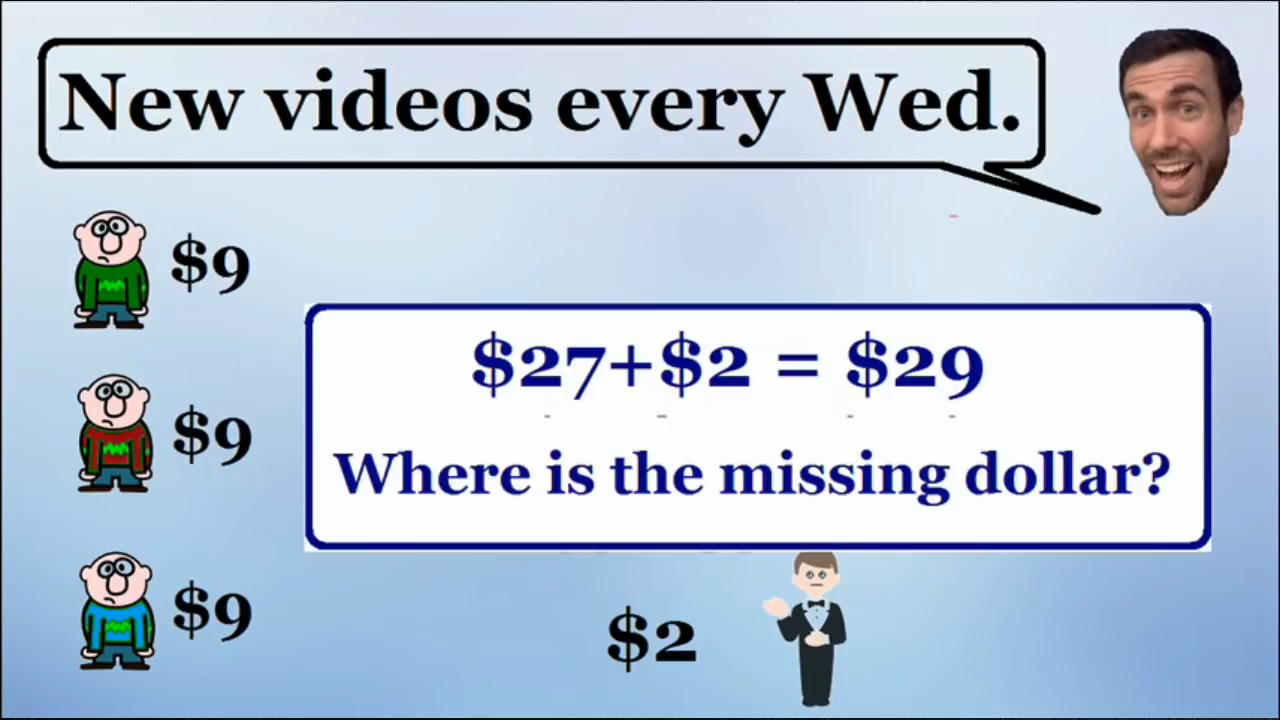 New videos every Wed.
$9
$27+$2 = $29
$9
Where is the missing dollar?
$9
$2